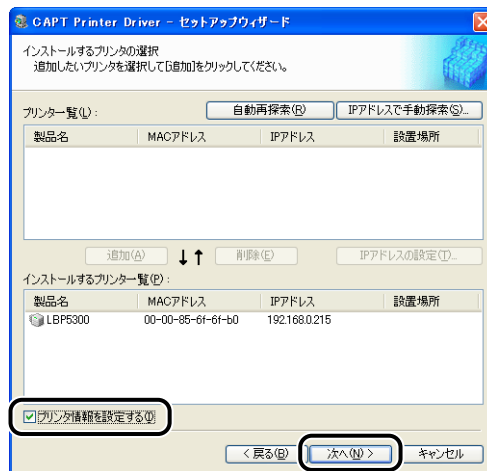 CAPT Printer Driver - セットアップウィザード
インストールするプリンタの選択
追加したいプリンタを選択して[追加]をクリックしてください。
プリンター覧(L): 自動再探索(R) IPアドレスで手動探索(S)...
製品名 MACアドレス IPアドレス 設置場所
追加(A) ↓↑ 削除(E) IPアドレスの設定(T)...
インストールするプリンター覧(P):
製品名 MACアドレス IPアドレス 設置場所
LBP5300 00-00-85-6f-6f-b0 192.168.0.215
プリンタ情報を設定する(I)
< 戻る(B) 次へ(N) > キャンセル